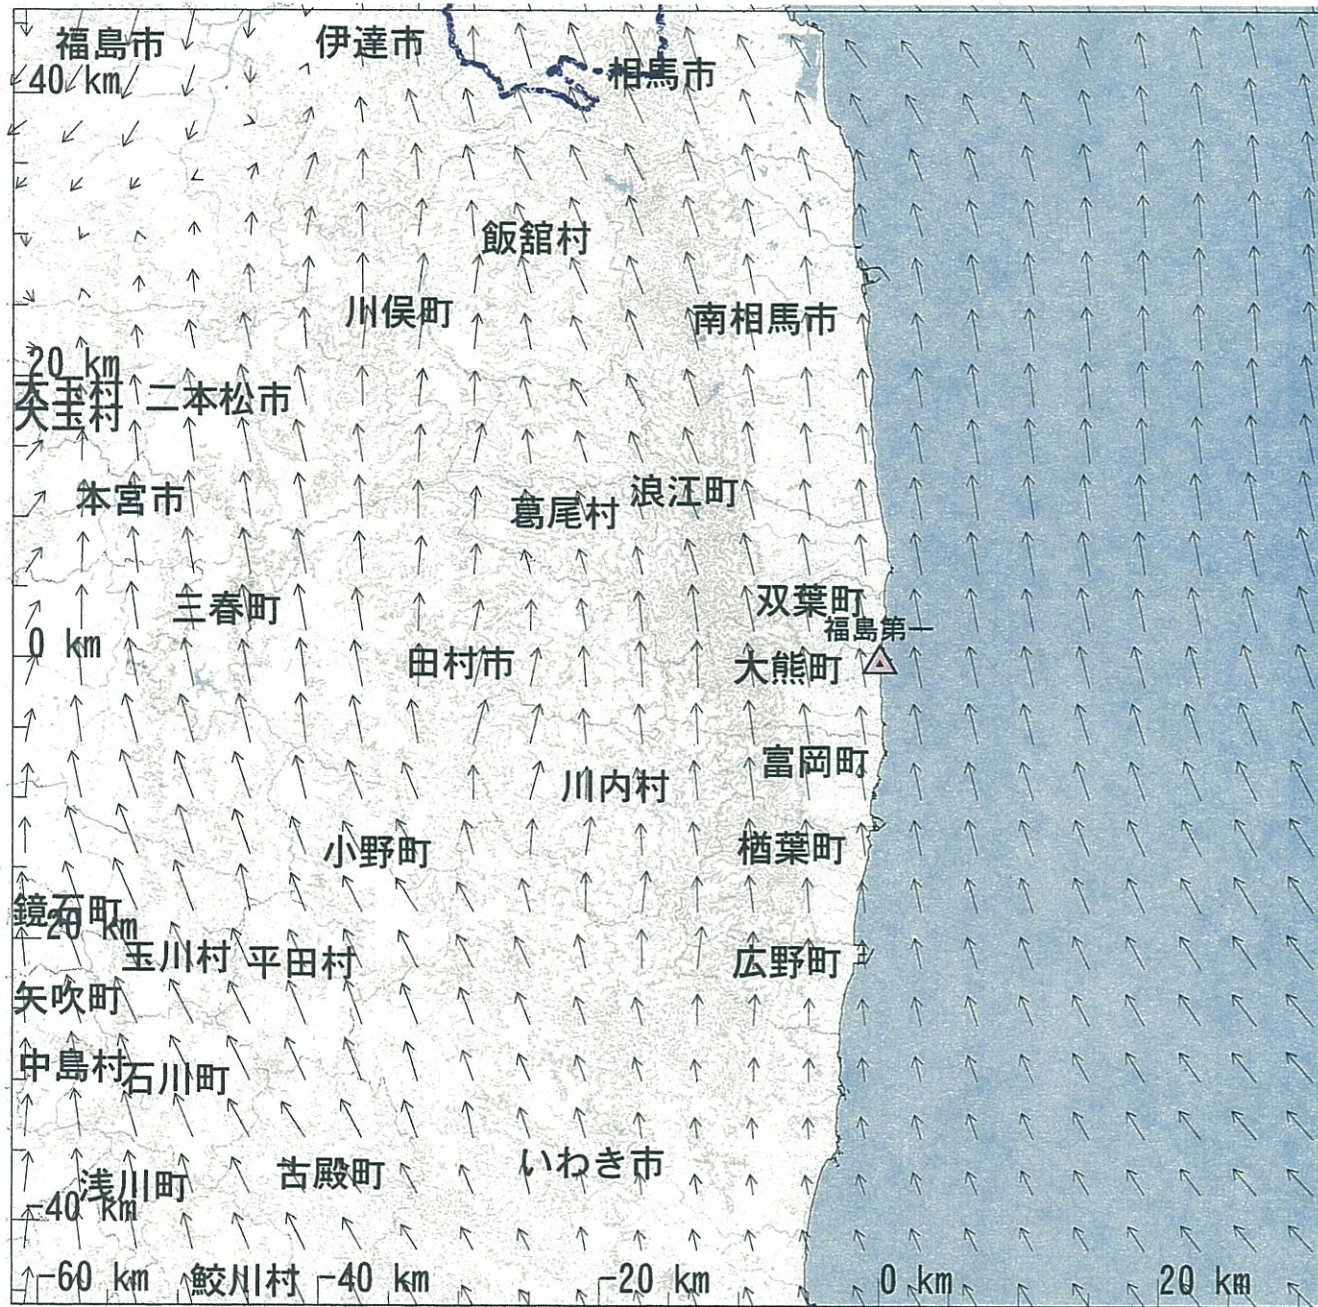 福島市
伊達市
相馬市
40 km
飯舘村
川俣町
南相馬市
20 km
大玉村
大玉村
二本松市
本宮市
葛尾村
浪江町
三春町
双葉町
福島第一
0 km
田村市
大熊町
富岡町
川内村
小野町
楢葉町
鏡石町
-20 km
玉川村
平田村
広野町
矢吹町
中島村
石川町
いわき市
古殿町
浅川町
-40 km
-60 km
鮫川村
-40 km
-20 km
0 km
20 km